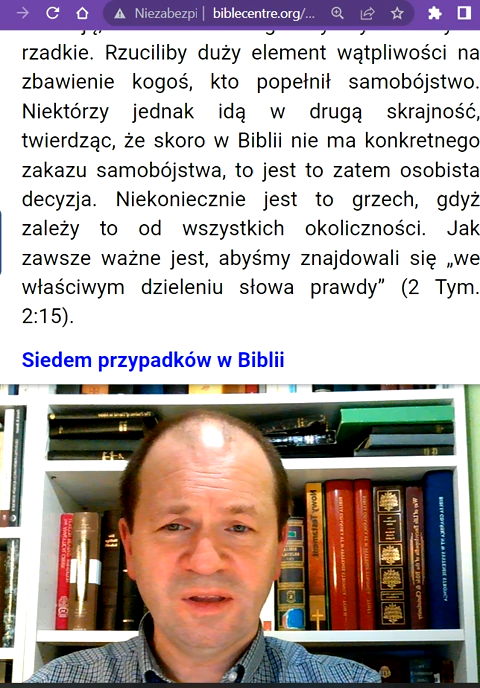 Niezabezpi
biblecentre.org/...
rzadkie. Rzuciliby duży element wątpliwości na
zbawienie kogoś, kto popełnił samobójstwo.
Niektórzy jednak idą w drugą skrajność,
twierdząc, że skoro w Biblii nie ma konkretnego
zakazu samobójstwa, to jest to zatem osobista
decyzja. Niekoniecznie jest to grzech, gdyż
zależy to od wszystkich okoliczności. Jak
zawsze ważne jest, abyśmy znajdowali się „we
właściwym dzieleniu słowa prawdy” (2 Tym.
2:15).
Siedem przypadków w Biblii